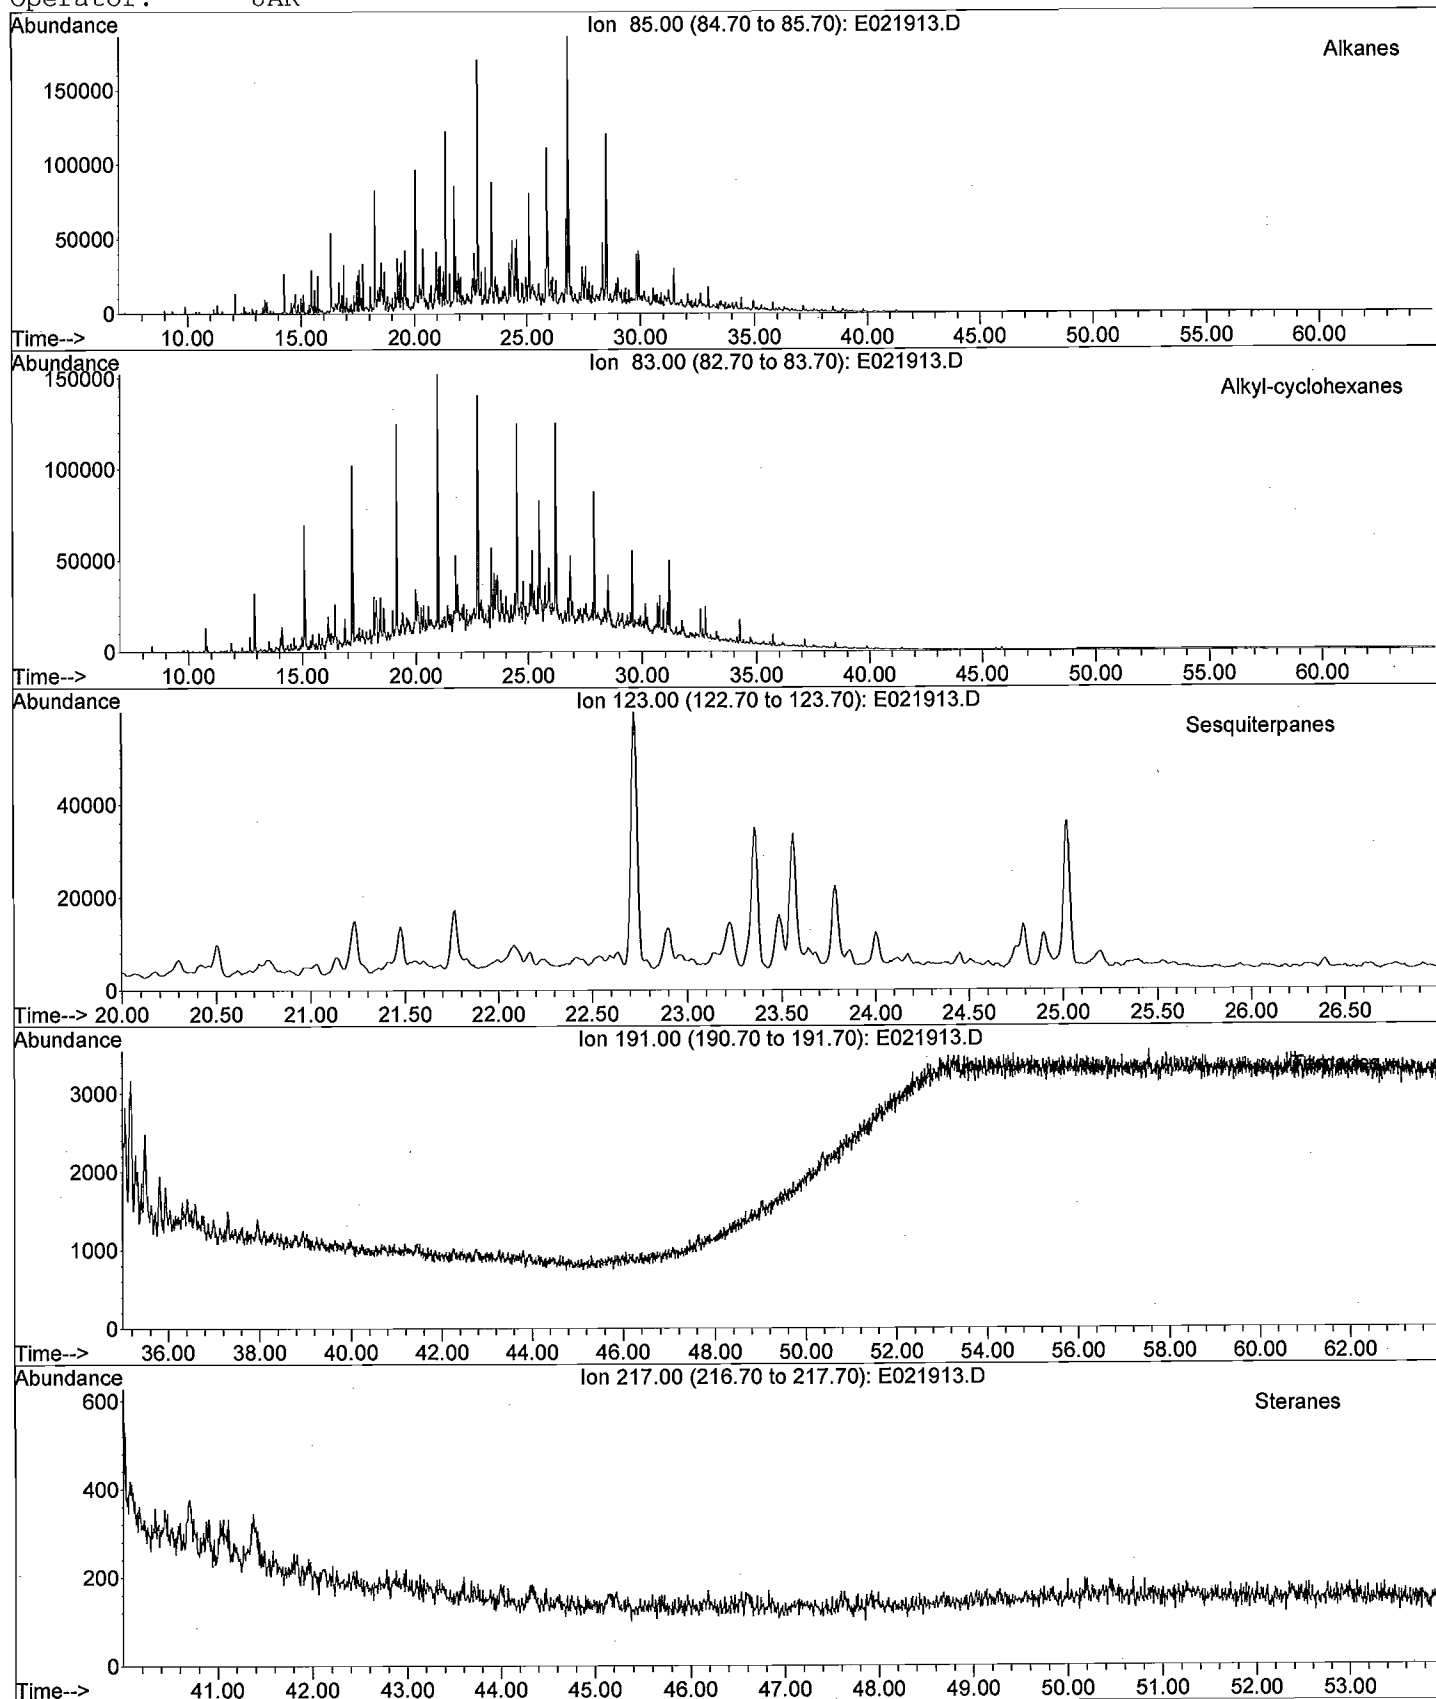 Operator: JAR
Abundance Ion 85.00 (84.70 to 85.70): E021913.D
Alkanes
150000
100000
50000
0
Time--> 10.00 15.00 20.00 25.00 30.00 35.00 40.00 45.00 50.00 55.00 60.00
Abundance Ion 83.00 (82.70 to 83.70): E021913.D
Alkyl-cyclohexanes
150000
100000
50000
0
Time--> 10.00 15.00 20.00 25.00 30.00 35.00 40.00 45.00 50.00 55.00 60.00
Abundance Ion 123.00 (122.70 to 123.70): E021913.D
Sesquiterpanes
40000
20000
0
Time--> 20.00 20.50 21.00 21.50 22.00 22.50 23.00 23.50 24.00 24.50 25.00 25.50 26.00 26.50
Abundance Ion 191.00 (190.70 to 191.70): E021913.D
3000
2000
1000
0
Time--> 36.00 38.00 40.00 42.00 44.00 46.00 48.00 50.00 52.00 54.00 56.00 58.00 60.00 62.00
Abundance Ion 217.00 (216.70 to 217.70): E021913.D
Steranes
600
400
200
0
Time--> 41.00 42.00 43.00 44.00 45.00 46.00 47.00 48.00 49.00 50.00 51.00 52.00 53.00